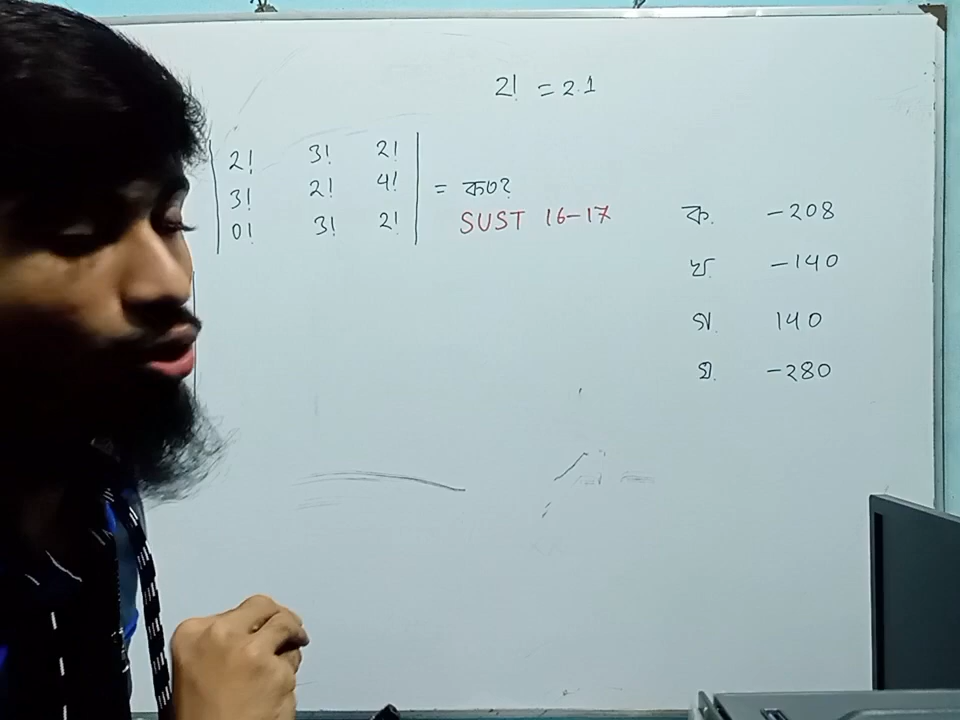 2! = 2.1
2! 3! 2!
3! 2! 4! = কত?
0! 3! 2!
SUST 16-17
ক. -208
খ. -140
গ. 140
ঘ. -280